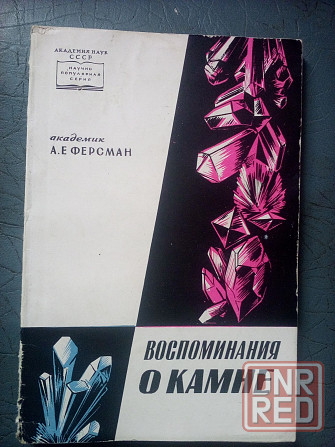 АКАДЕМИЯ НАУК
СССР
НАУЧНО
ПОПУЛЯРНАЯ
СЕРИЯ
академик
А.Е ФЕРСМАН
ВОСПОМИНАНИЯ
О КАМНЕ
DNR
RED